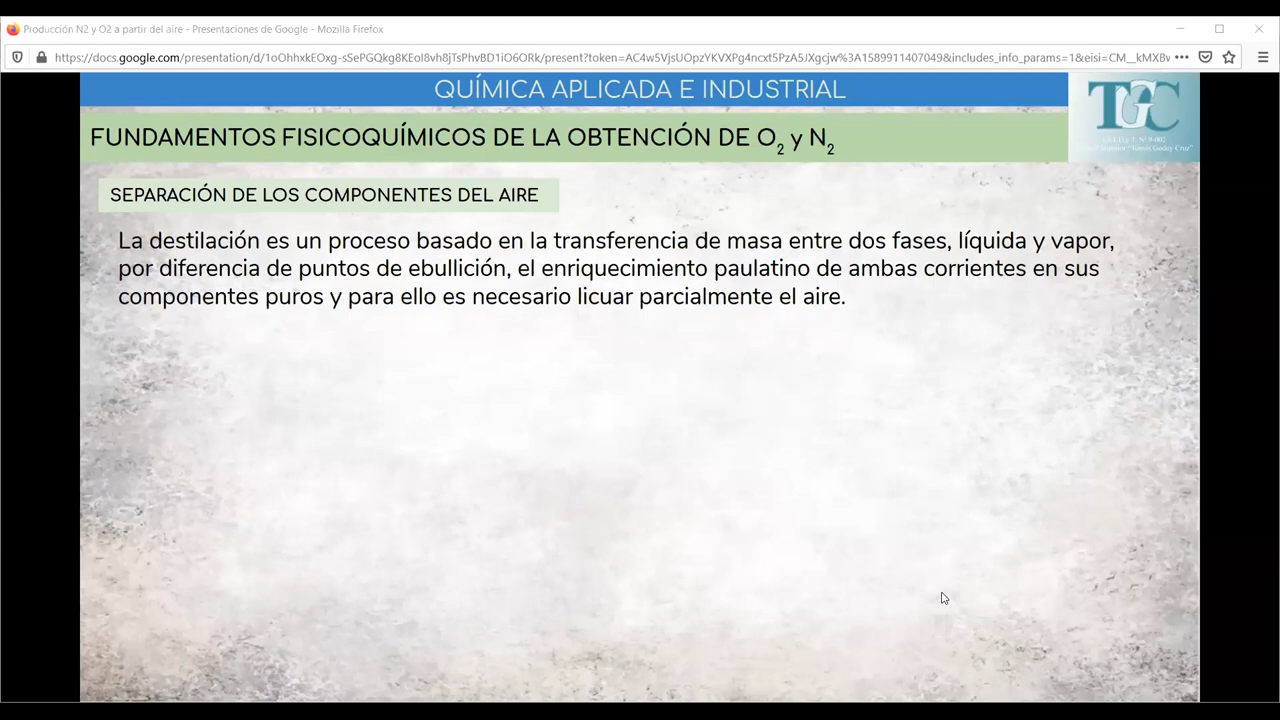 Producción N2 y O2 a partir del aire - Presentaciones de Google - Mozilla Firefox
https://docs.google.com/presentation/d/1oOhhxkEOxg-sSePGQkg8KEoI8vh8jTsPhvBD1iO6ORk/present?token=AC4w5VjsUOpzYKVXPg4ncxt5PzA5JXgcjw%3A1589911407049&includes_info_params=1&eisi=CM__kMXBv
QUÍMICA APLICADA E INDUSTRIAL
TGC
FUNDAMENTOS FISICOQUÍMICOS DE LA OBTENCIÓN DE O2 y N2
"Tomás Godoy Cruz"
SEPARACIÓN DE LOS COMPONENTES DEL AIRE
La destilación es un proceso basado en la transferencia de masa entre dos fases, líquida y vapor,
por diferencia de puntos de ebullición, el enriquecimiento paulatino de ambas corrientes en sus
componentes puros y para ello es necesario licuar parcialmente el aire.